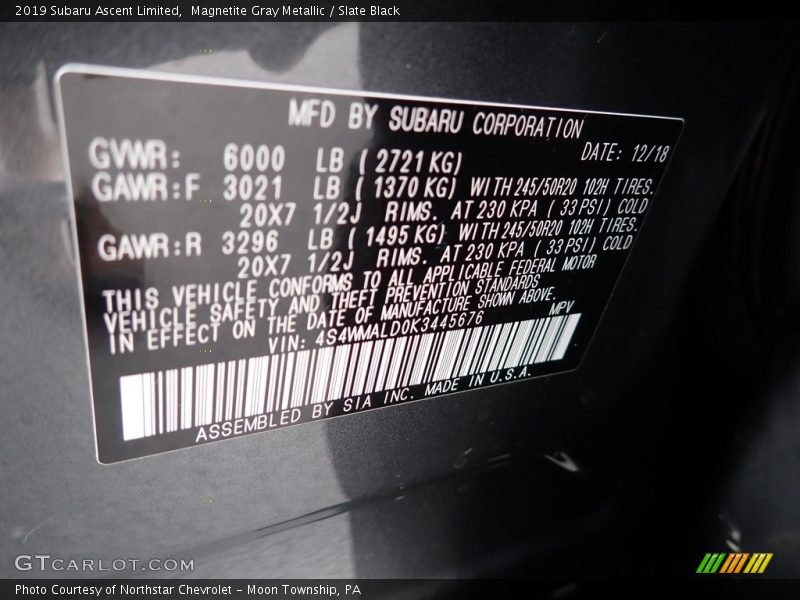 2019 Subaru Ascent Limited, Magnetite Gray Metallic / Slate Black
MFD BY SUBARU CORPORATION
GVWR: 6000 LB (2721 KG) DATE: 12/18
GAWR:F 3021 LB (1370 KG) WITH 245/50R20 102H TIRES.
20X7 1/2J RIMS. AT 230 KPA (33 PSI) COLD
GAWR:R 3296 LB (1495 KG) WITH 245/50R20 102H TIRES.
20X7 1/2J RIMS. AT 230 KPA (33 PSI) COLD
THIS VEHICLE CONFORMS TO ALL APPLICABLE FEDERAL MOTOR
VEHICLE SAFETY AND THEFT PREVENTION STANDARDS
IN EFFECT ON THE DATE OF MANUFACTURE SHOWN ABOVE.
VIN: 4S4WMALD0K3445676 MPV
ASSEMBLED BY SIA INC. MADE IN U.S.A.
GTCARLOT.COM
Photo Courtesy of Northstar Chevrolet - Moon Township, PA